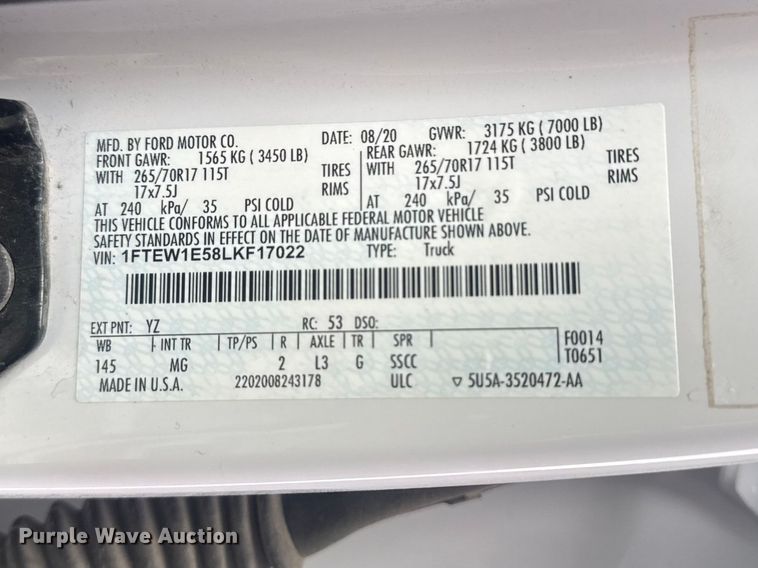 MFD. BY FORD MOTOR CO. DATE: 08/20 GVWR: 3175 KG ( 7000 LB)
FRONT GAWR: 1565 KG ( 3450 LB) REAR GAWR: 1724 KG ( 3800 LB)
WITH 265/70R17 115T TIRES WITH 265/70R17 115T TIRES
17x7.5J RIMS 17x7.5J RIMS
AT 240 kPa/ 35 PSI COLD AT 240 kPa/ 35 PSI COLD
THIS VEHICLE CONFORMS TO ALL APPLICABLE FEDERAL MOTOR VEHICLE
SAFETY STANDARDS IN EFFECT ON THE DATE OF MANUFACTURE SHOWN ABOVE.
VIN: 1FTEW1E58LKF17022 TYPE: Truck
EXT PNT: YZ RC: 53 DSO:
WB INT TR TP/PS R AXLE TR SPR F0014
145 MG 2 L3 G SSCC T0651
MADE IN U.S.A. 2202008243178 ULC ▽ 5U5A-3520472-AA
Purple Wave Auction